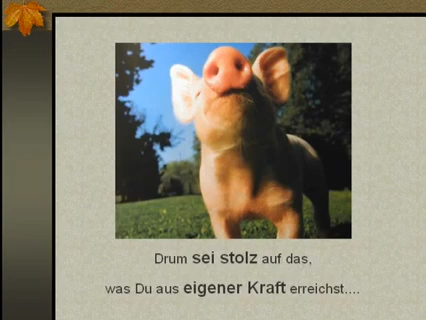 Drum sei stolz auf das,
was Du aus eigener Kraft erreichst....